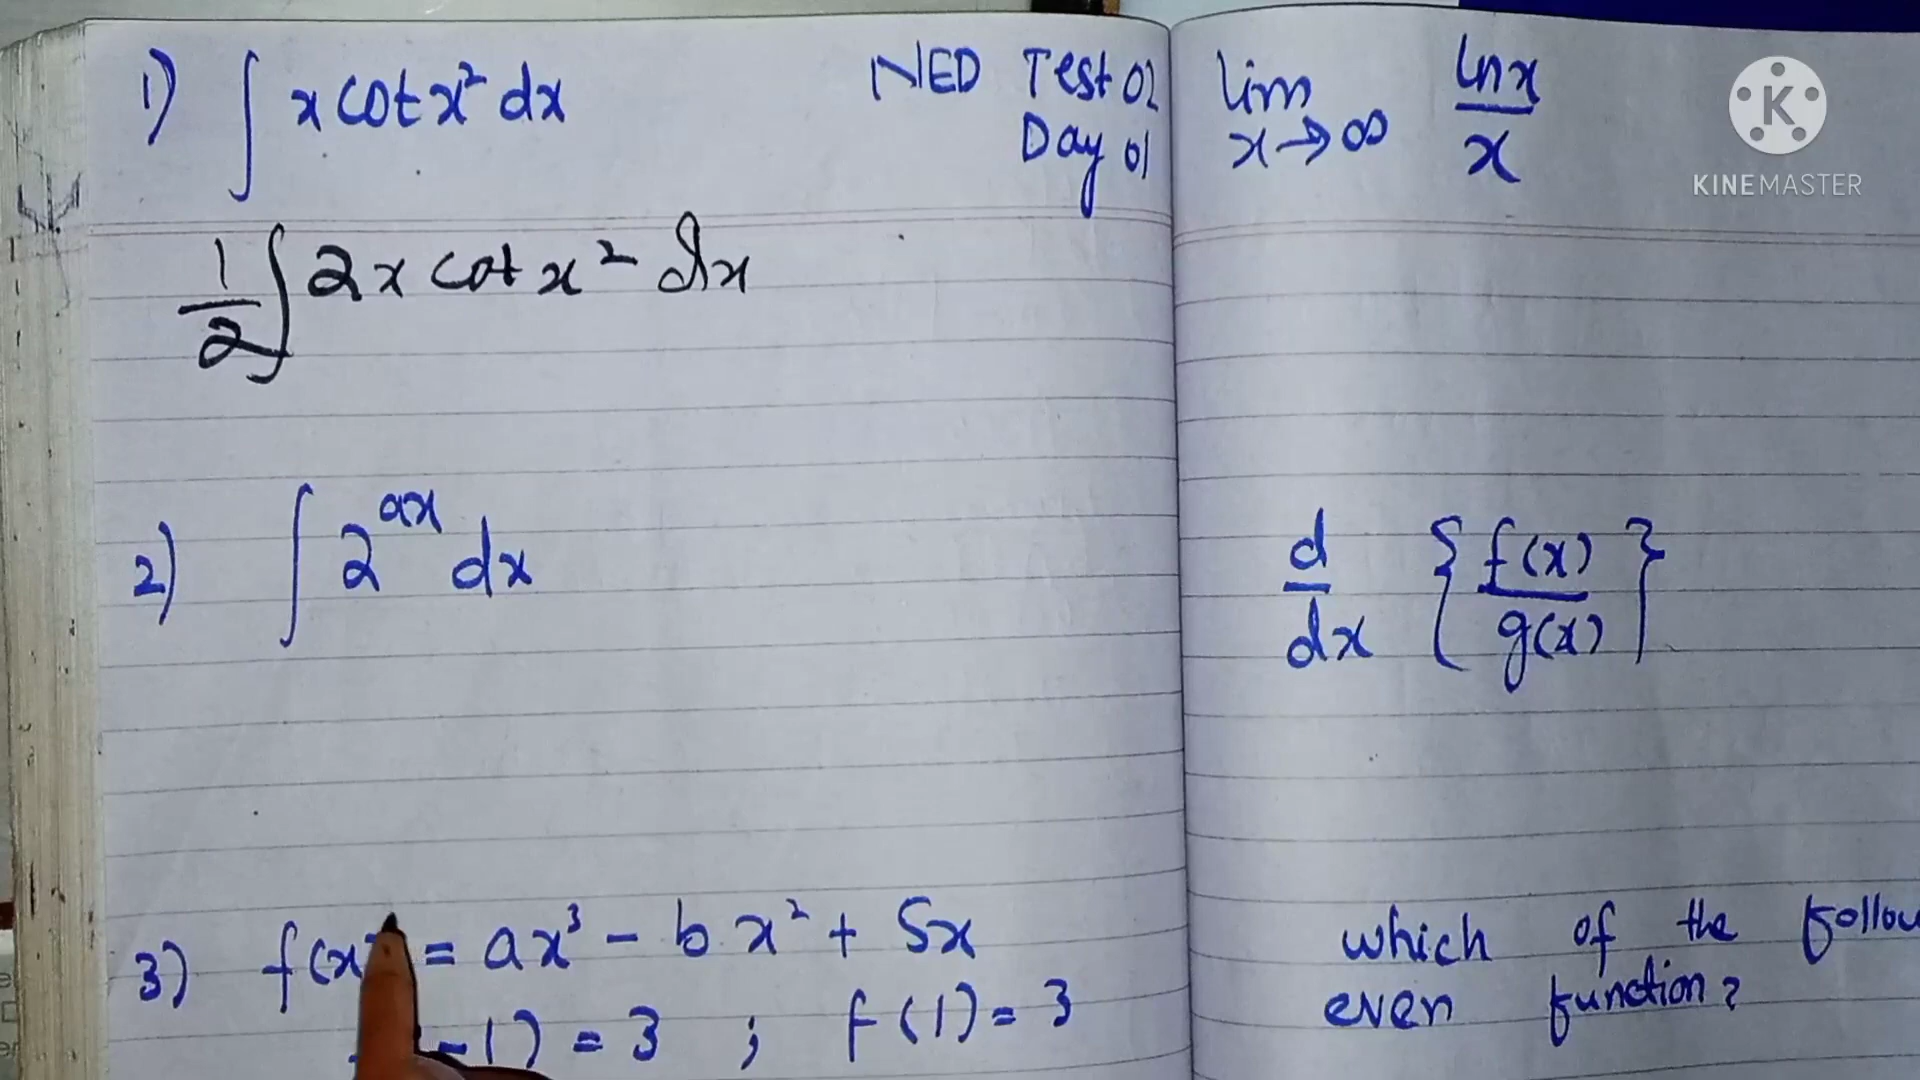 1) ∫ x cot x² dx
NED Test 02
Day 01
1/2 ∫ 2x cot x² dx
2) ∫ 2^ax dx
3) f(x) = ax³ - bx² + 5x
-1) = 3 ; f(1) = 3
lim x→∞ ln x / x
d/dx { f(x) / g(x) }
which of the follow
even function?
KINEMASTER